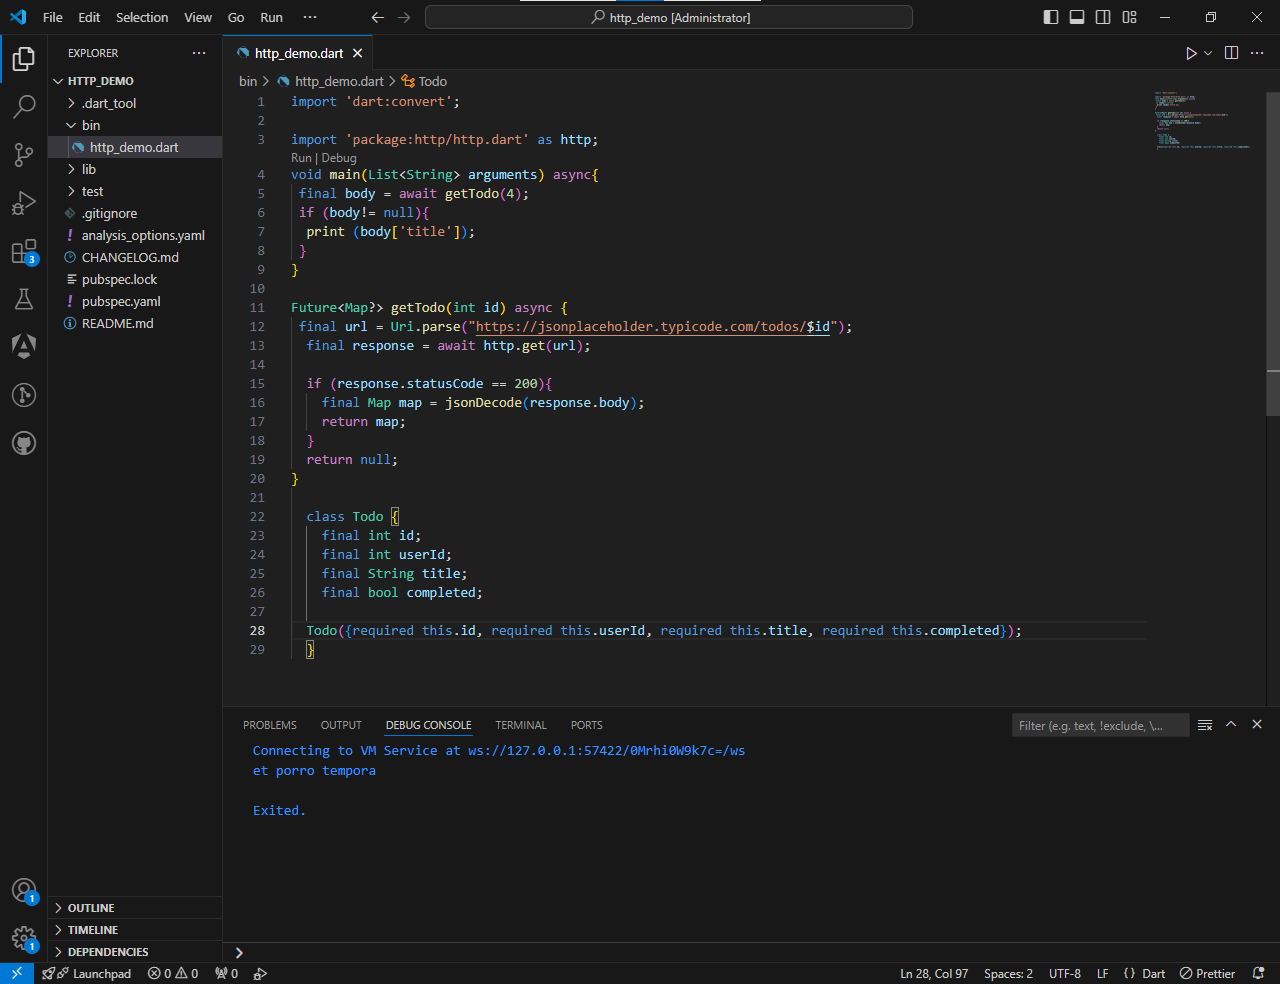 File Edit Selection View Go Run ··· http_demo [Administrator]
EXPLORER ···
HTTP_DEMO
.dart_tool
bin
http_demo.dart
lib
test
.gitignore
! analysis_options.yaml
CHANGELOG.md
pubspec.lock
! pubspec.yaml
README.md
OUTLINE
TIMELINE
DEPENDENCIES
3
1
1
http_demo.dart
bin > http_demo.dart > Todo
1 import 'dart:convert';
2
3 import 'package:http/http.dart' as http;
Run | Debug
4 void main(List<String> arguments) async{
5 final body = await getTodo(4);
6 if (body!= null){
7 print (body['title']);
8 }
9 }
10
11 Future<Map?> getTodo(int id) async {
12 final url = Uri.parse("https://jsonplaceholder.typicode.com/todos/$id");
13 final response = await http.get(url);
14
15 if (response.statusCode == 200){
16 final Map map = jsonDecode(response.body);
17 return map;
18 }
19 return null;
20 }
21
22 class Todo {
23 final int id;
24 final int userId;
25 final String title;
26 final bool completed;
27
28 Todo({required this.id, required this.userId, required this.title, required this.completed});
29 }
PROBLEMS OUTPUT DEBUG CONSOLE TERMINAL PORTS Filter (e.g. text, !exclude, \...
Connecting to VM Service at ws://127.0.0.1:57422/0Mrhi0W9k7c=/ws
et porro tempora
Exited.
>
Launchpad 0 0 0 Ln 28, Col 97 Spaces: 2 UTF-8 LF {} Dart Prettier